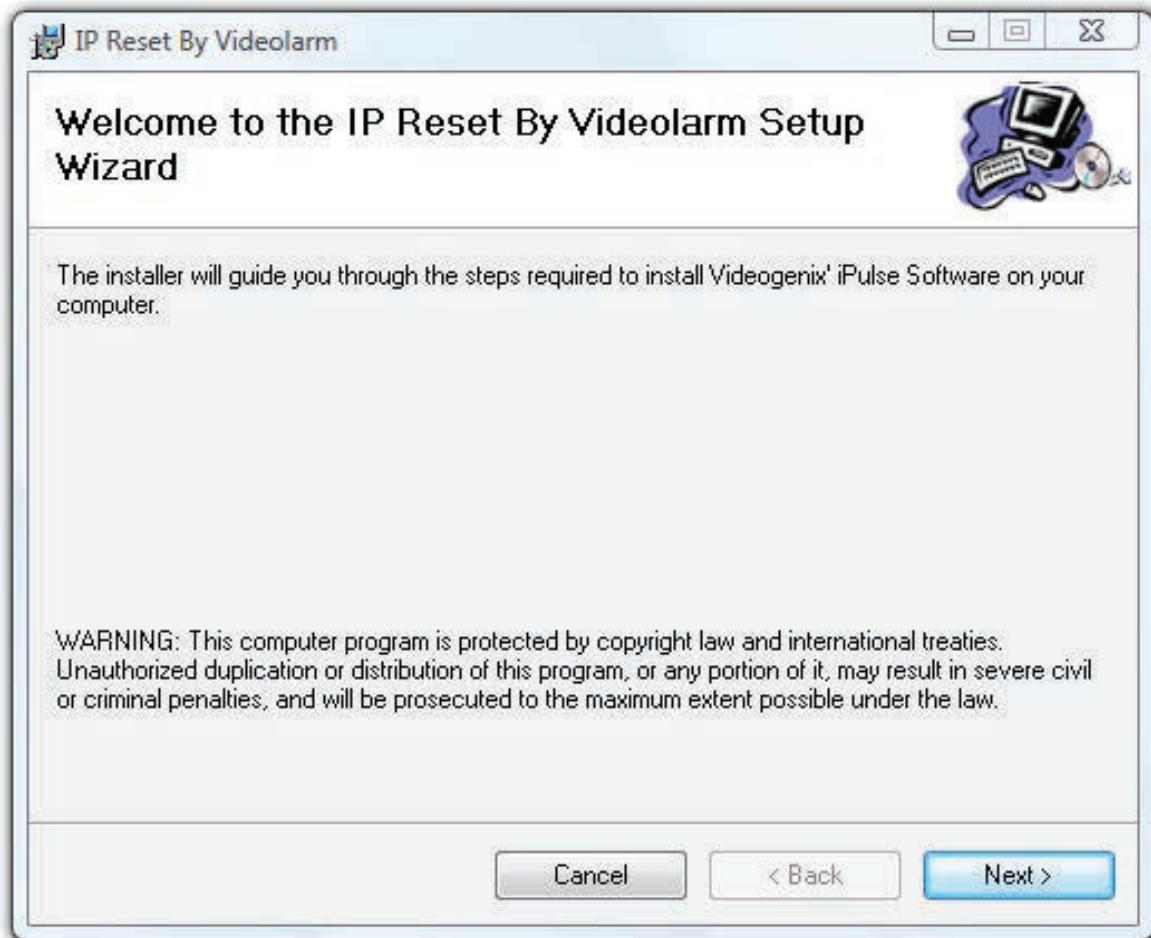 IP Reset By Videolarm
Welcome to the IP Reset By Videolarm Setup
Wizard
The installer will guide you through the steps required to install Videogenix' iPulse Software on your
computer.
WARNING: This computer program is protected by copyright law and international treaties.
Unauthorized duplication or distribution of this program, or any portion of it, may result in severe civil
or criminal penalties, and will be prosecuted to the maximum extent possible under the law.
Cancel
< Back
Next >